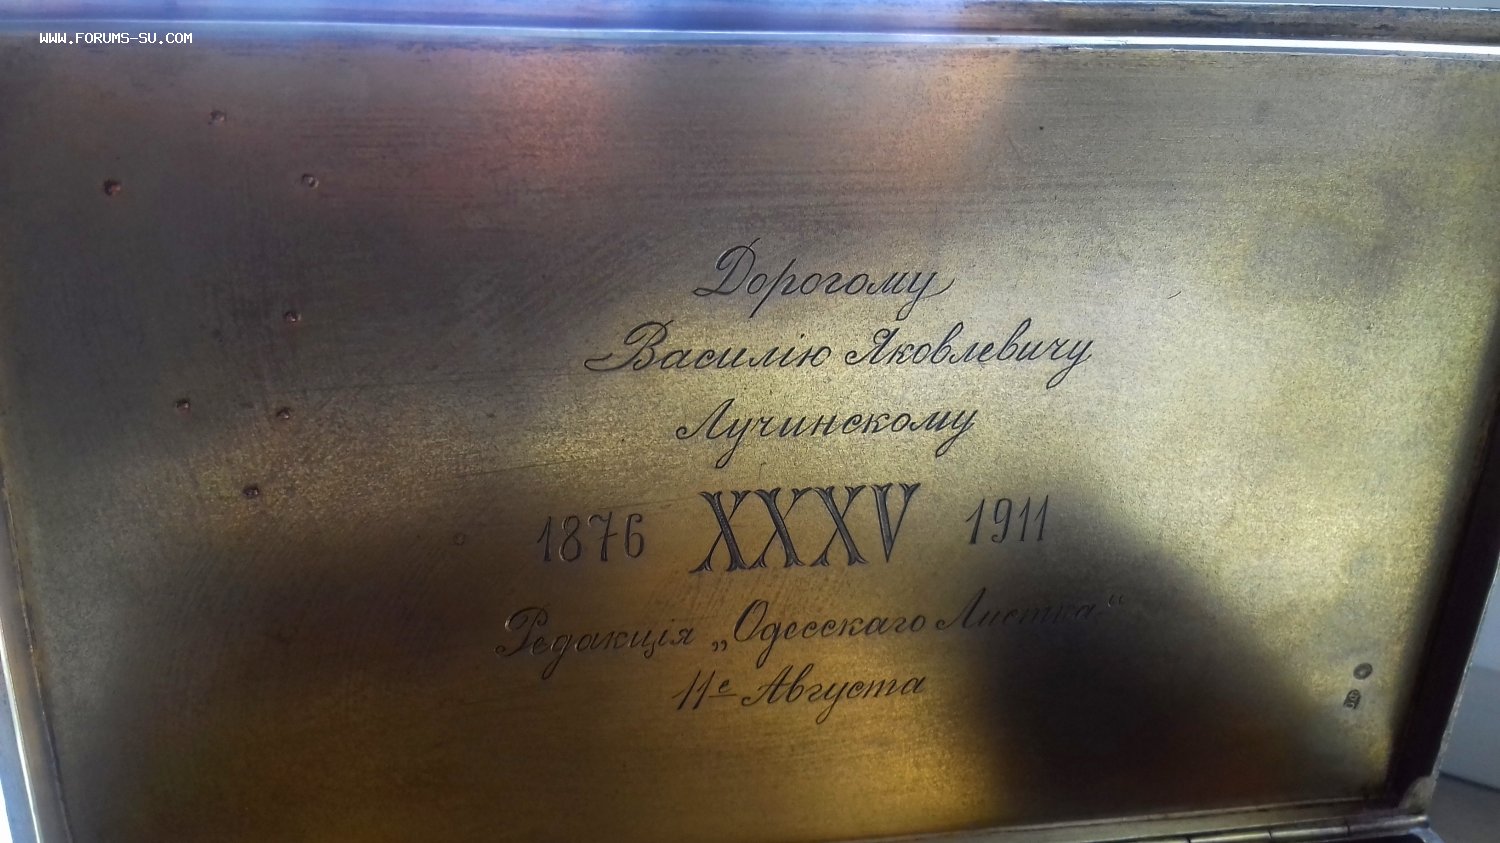 WWW.FORUMS-SU.COM
Дорогому
Василію Яковлевичу
Лучинскому
1876 XXXV 1911
Редакція „Одесскаго Листка“
11е Августа